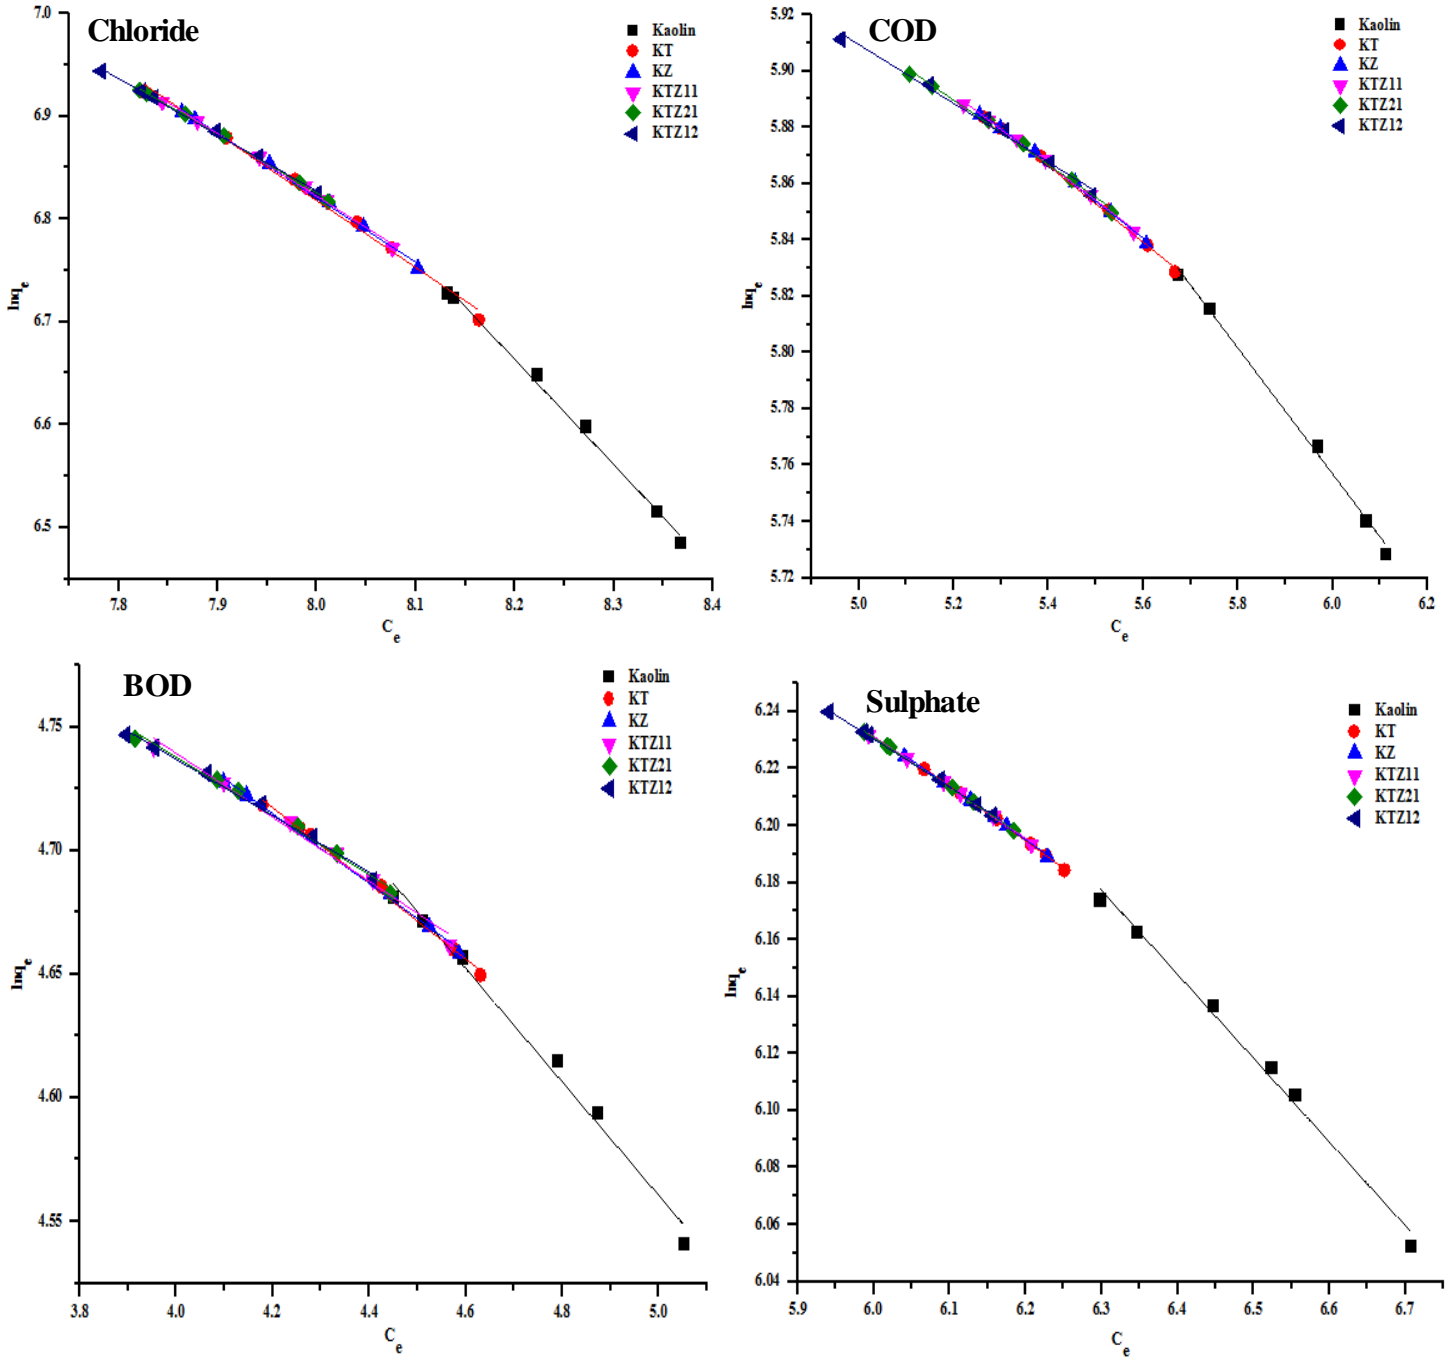 Chloride
Kaolin
KT
KZ
KTZ11
KTZ21
KTZ12
7.0
6.9
6.8
6.7
6.6
6.5
lnq_e
7.8 7.9 8.0 8.1 8.2 8.3 8.4
C_e
COD
Kaolin
KT
KZ
KTZ11
KTZ21
KTZ12
5.92
5.90
5.88
5.86
5.84
5.82
5.80
5.78
5.76
5.74
5.72
lnq_e
5.0 5.2 5.4 5.6 5.8 6.0 6.2
C_e
BOD
Kaolin
KT
KZ
KTZ11
KTZ21
KTZ12
4.75
4.70
4.65
4.60
4.55
lnq_e
3.8 4.0 4.2 4.4 4.6 4.8 5.0
C_e
Sulphate
Kaolin
KT
KZ
KTZ11
KTZ21
KTZ12
6.24
6.22
6.20
6.18
6.16
6.14
6.12
6.10
6.08
6.06
6.04
lnq_e
5.9 6.0 6.1 6.2 6.3 6.4 6.5 6.6 6.7
C_e